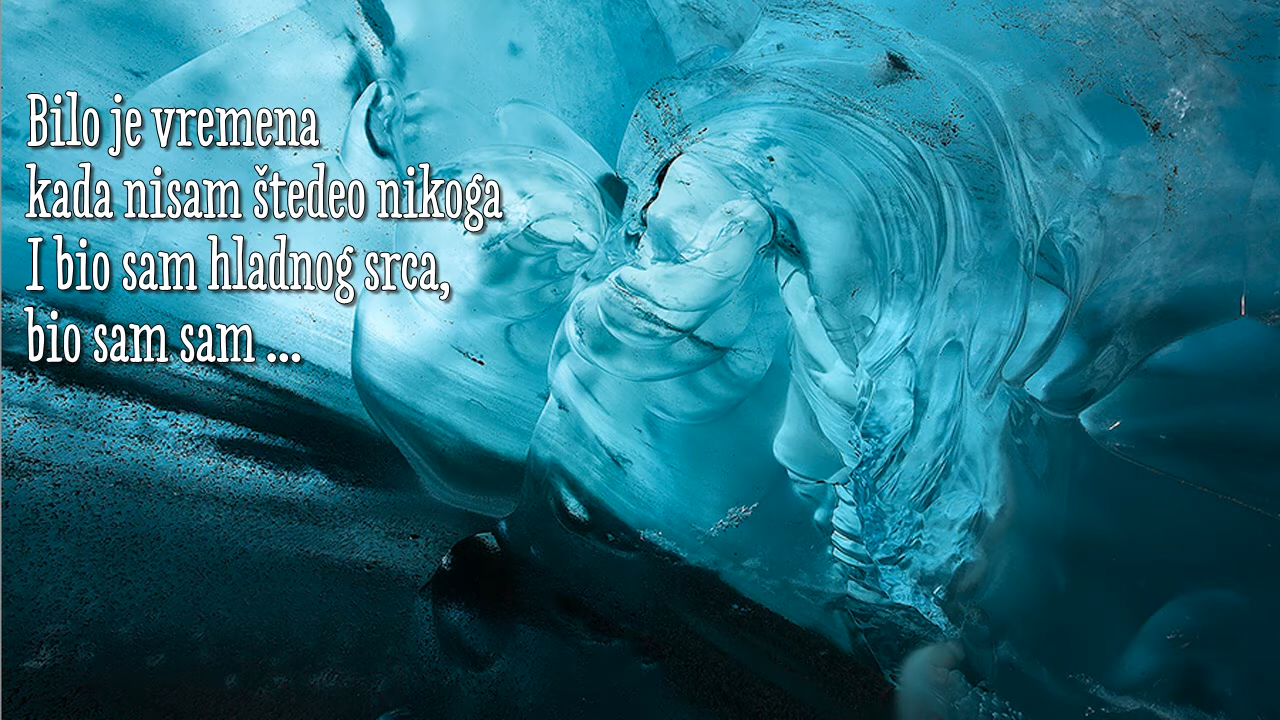 Bilo je vremena
kada nisam štedeo nikoga
I bio sam hladnog srca,
bio sam sam ...